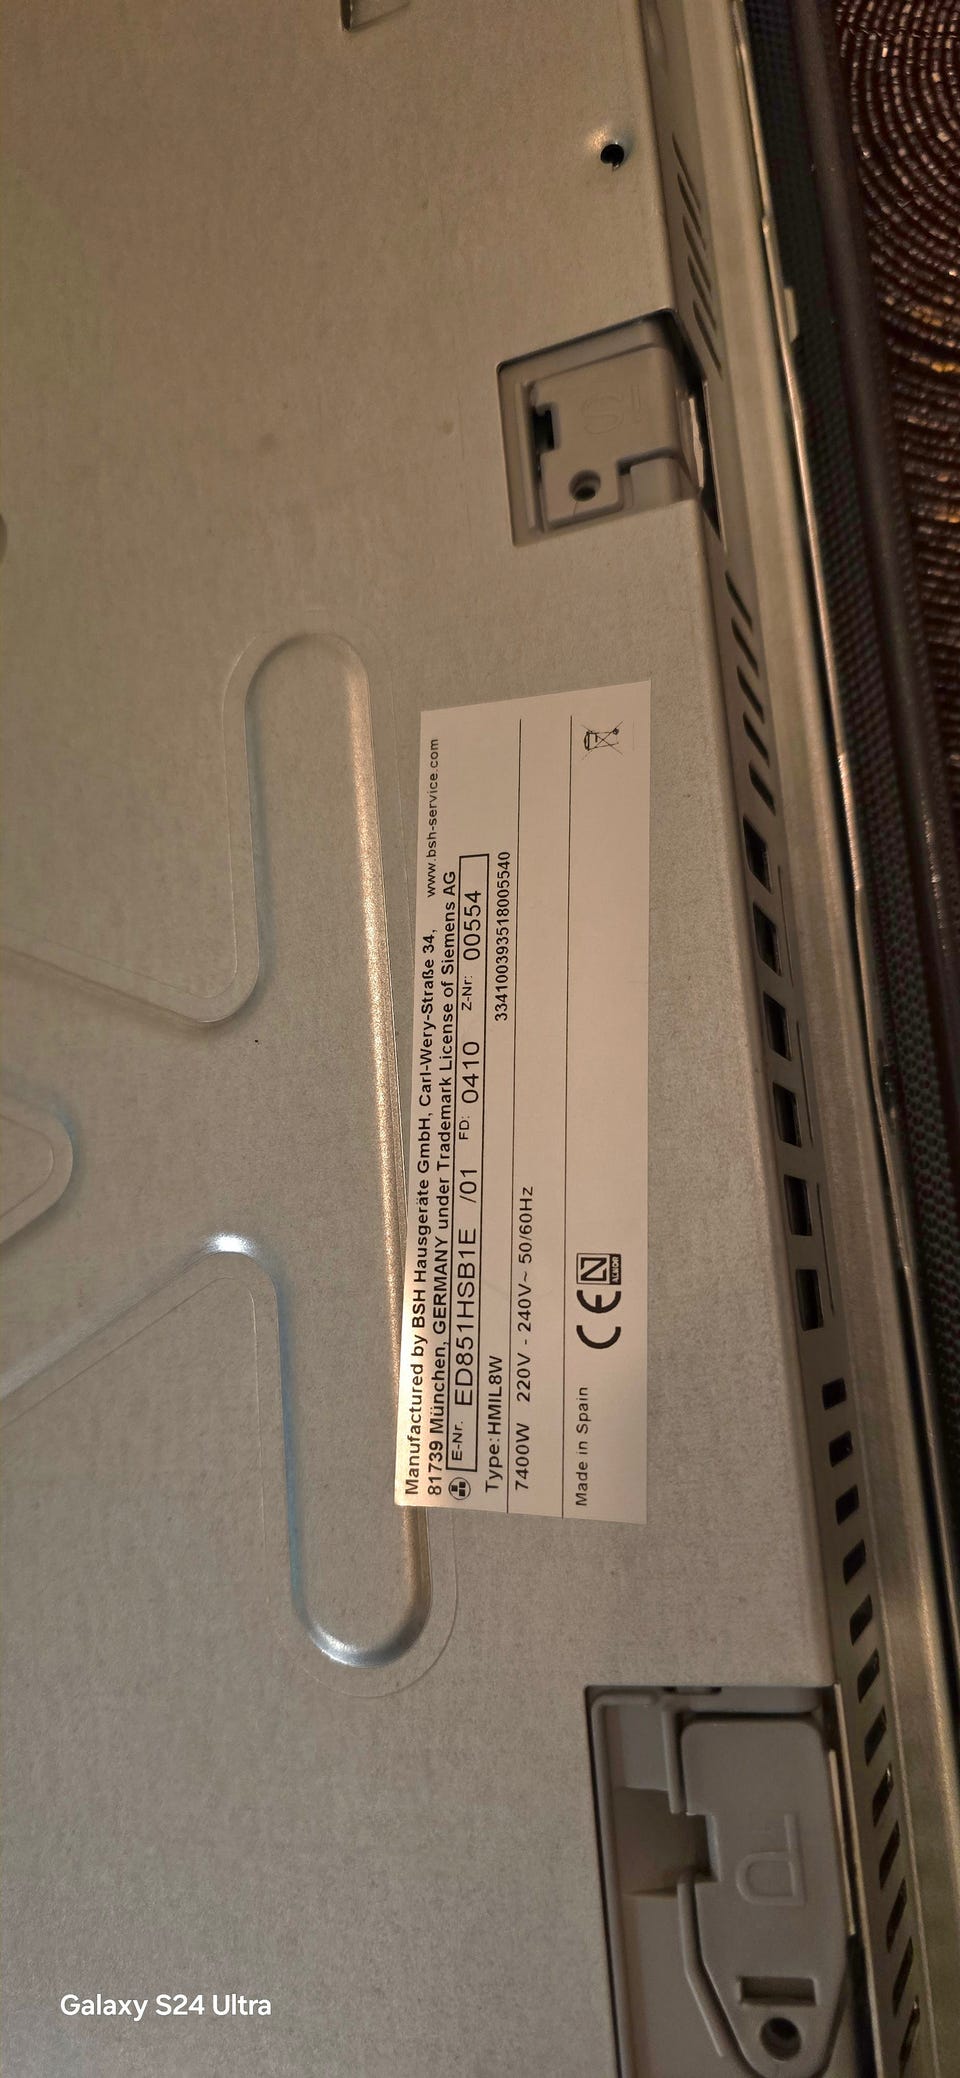 Manufactured by BSH Hausgeräte GmbH, Carl-Wery-Straße 34, www.bsh-service.com
81739 München, GERMANY under Trademark License of Siemens AG
E-Nr. ED851HSB1E /01 FD: 0410 Z-Nr: 00554
Type:HMIL8W 334100393518005540
7400W 220V - 240V~ 50/60Hz
Made in Spain CE N AENOR
Galaxy S24 Ultra